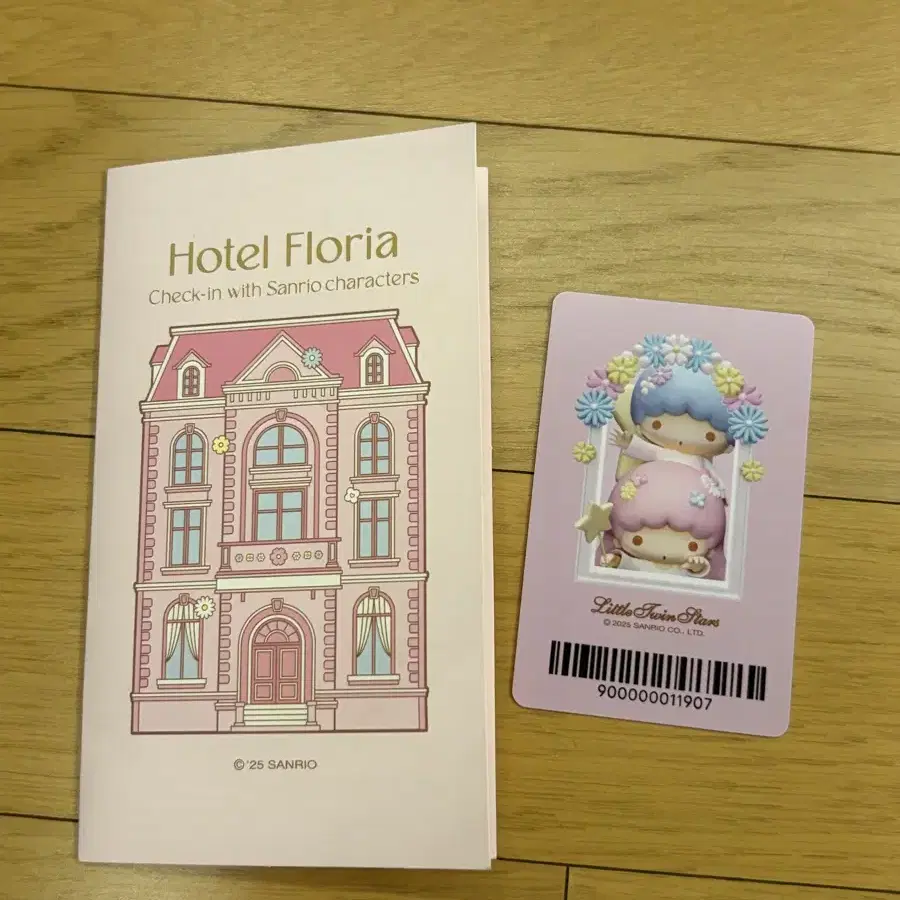 Hotel Floria
Check-in with Sanrio characters
©'25 SANRIO
LittleTwinStars
© 2025 SANRIO CO., LTD.
900000011907